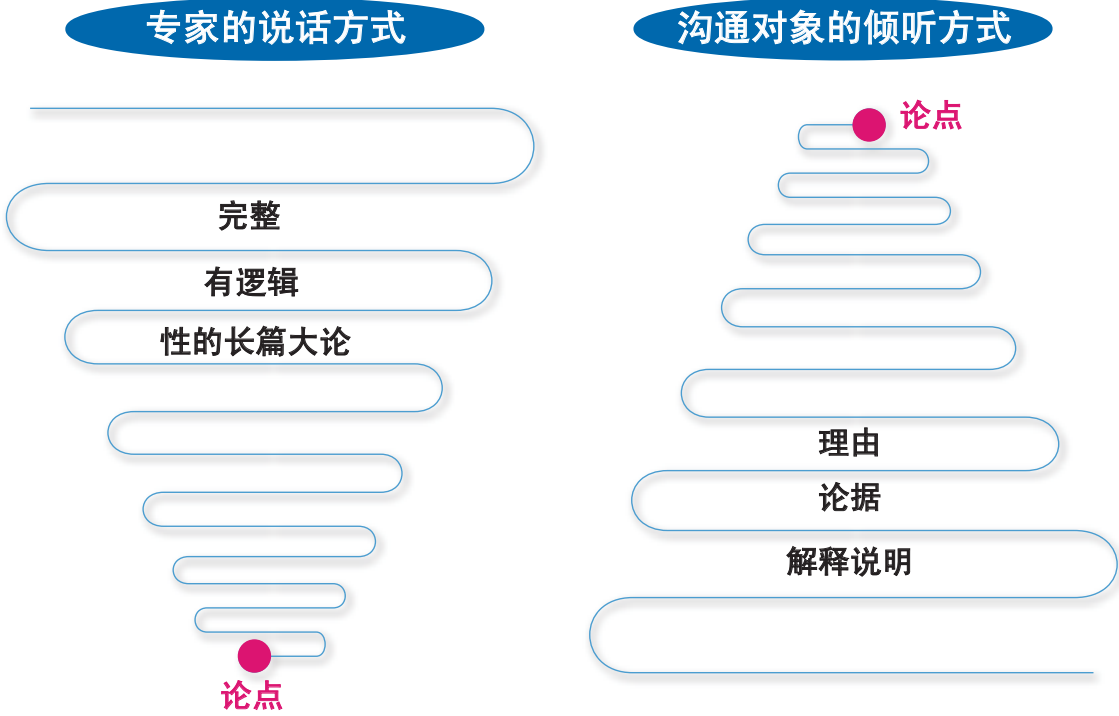 专家的说话方式
完整
有逻辑
性的长篇大论
论点
沟通对象的倾听方式
论点
理由
论据
解释说明